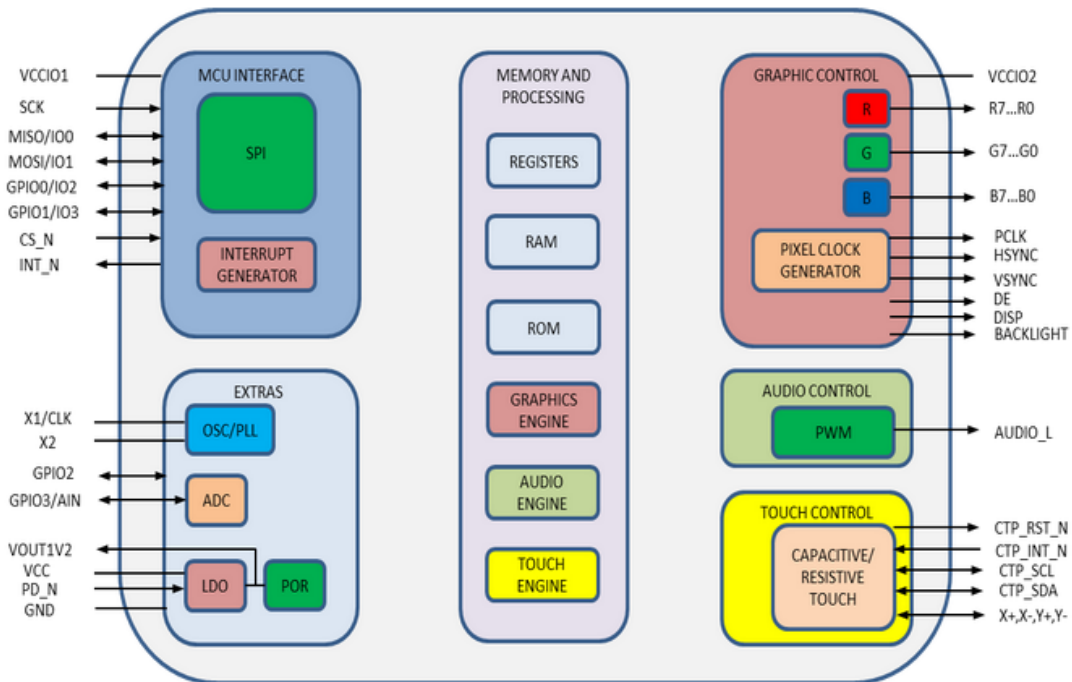 VCCIO1
SCK
MISO/IO0
MOSI/IO1
GPIO0/IO2
GPIO1/IO3
CS_N
INT_N
MCU INTERFACE
SPI
INTERRUPT
GENERATOR
X1/CLK
X2
GPIO2
GPIO3/AIN
VOUT1V2
VCC
PD_N
GND
EXTRAS
OSC/PLL
ADC
LDO
POR
MEMORY AND
PROCESSING
REGISTERS
RAM
ROM
GRAPHICS
ENGINE
AUDIO
ENGINE
TOUCH
ENGINE
GRAPHIC CONTROL
R
G
B
PIXEL CLOCK
GENERATOR
VCCIO2
R7...R0
G7...G0
B7...B0
PCLK
HSYNC
VSYNC
DE
DISP
BACKLIGHT
AUDIO CONTROL
PWM
AUDIO_L
TOUCH CONTROL
CAPACITIVE/
RESISTIVE
TOUCH
CTP_RST_N
CTP_INT_N
CTP_SCL
CTP_SDA
X+,X-,Y+,Y-